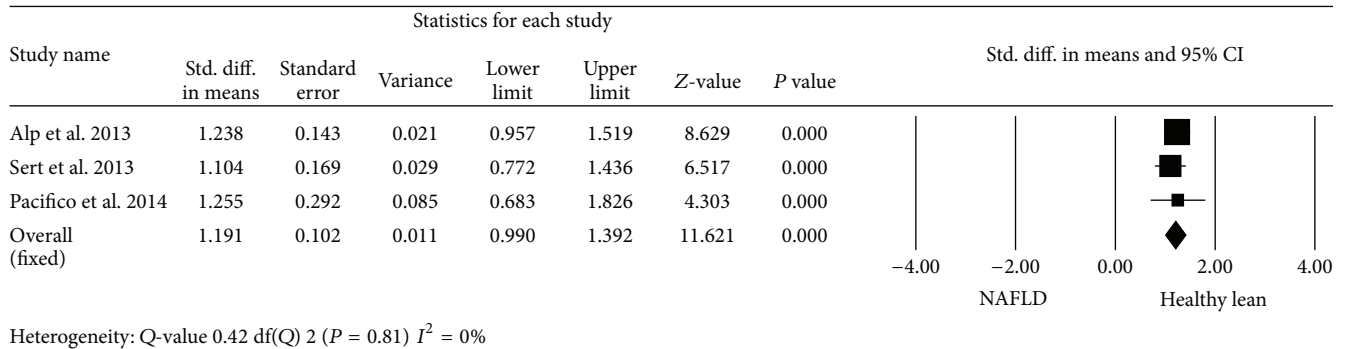 Statistics for each study
Study name Std. diff. in means Standard error Variance Lower limit Upper limit Z-value P value Std. diff. in means and 95% CI
Alp et al. 2013 1.238 0.143 0.021 0.957 1.519 8.629 0.000
Sert et al. 2013 1.104 0.169 0.029 0.772 1.436 6.517 0.000
Pacifico et al. 2014 1.255 0.292 0.085 0.683 1.826 4.303 0.000
Overall (fixed) 1.191 0.102 0.011 0.990 1.392 11.621 0.000
−4.00 −2.00 0.00 2.00 4.00
NAFLD Healthy lean
Heterogeneity: Q-value 0.42 df(Q) 2 (P = 0.81) I² = 0%